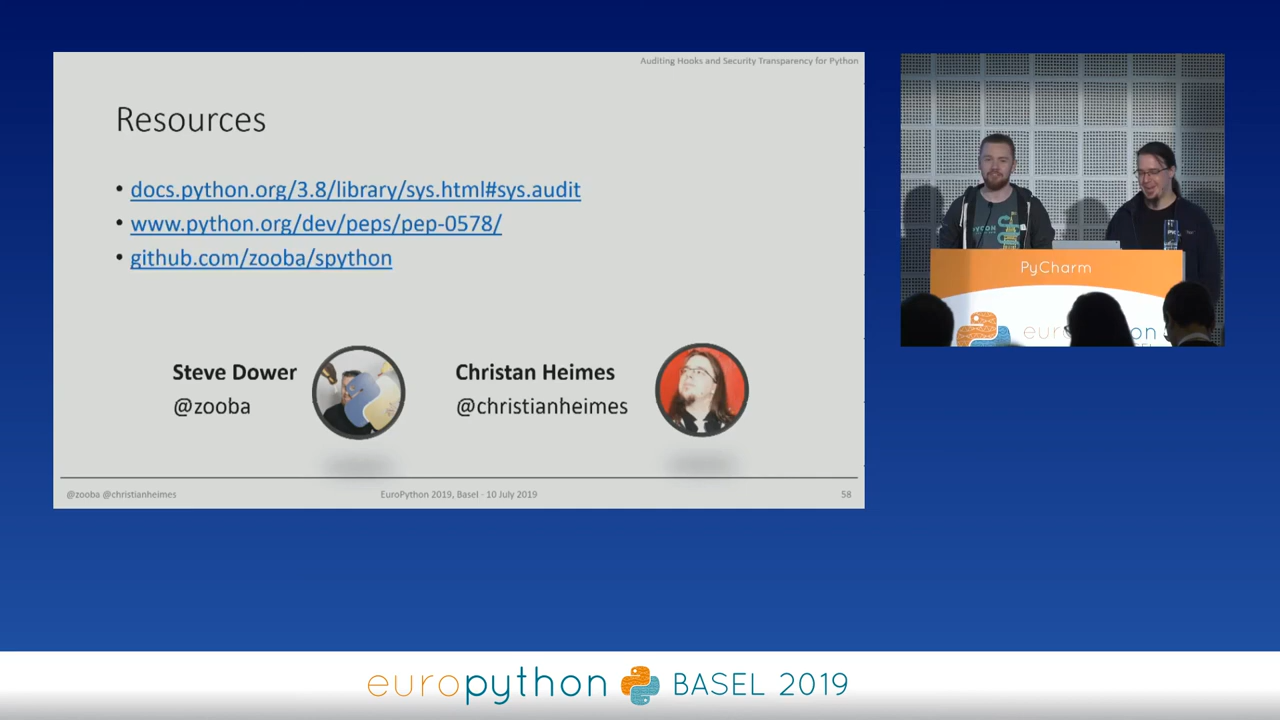 Auditing Hooks and Security Transparency for Python
Resources
• docs.python.org/3.8/library/sys.html#sys.audit
• www.python.org/dev/peps/pep-0578/
• github.com/zooba/spython
Steve Dower
@zooba
Christan Heimes
@christianheimes
@zooba @christianheimes
EuroPython 2019, Basel - 10 July 2019
58
PyCharm
europython BASEL 2019